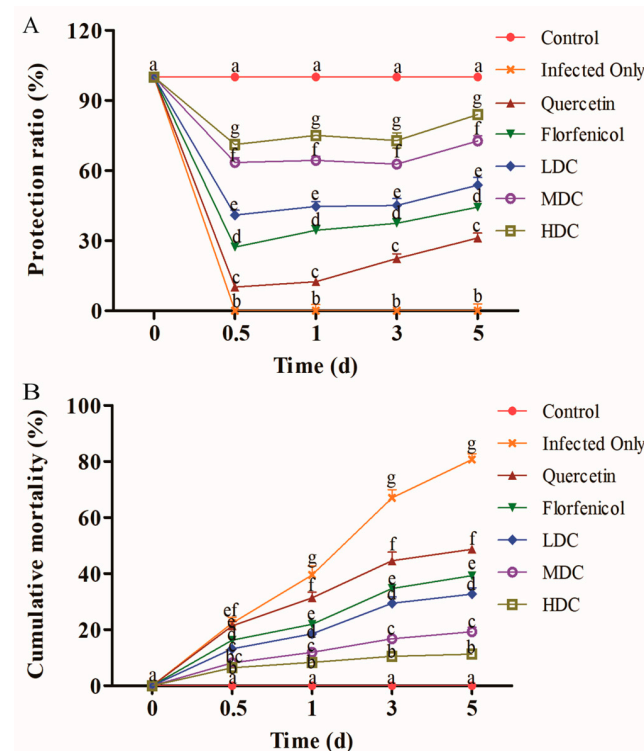 A
Protection ratio (%)
120
90
60
30
0
a a a a a
g g g g
f f f f
e e e e
d d d d
c c c c
b b b b
0 0.5 1 3 5
Time (d)
Control
Infected Only
Quercetin
Florfenicol
LDC
MDC
HDC
B
Cumulative mortality (%)
100
80
60
40
20
0
g g g
ef f f f
e e e
d d d d
bc c c c
b b b
a a a a a
0 0.5 1 3 5
Time (d)
Control
Infected Only
Quercetin
Florfenicol
LDC
MDC
HDC